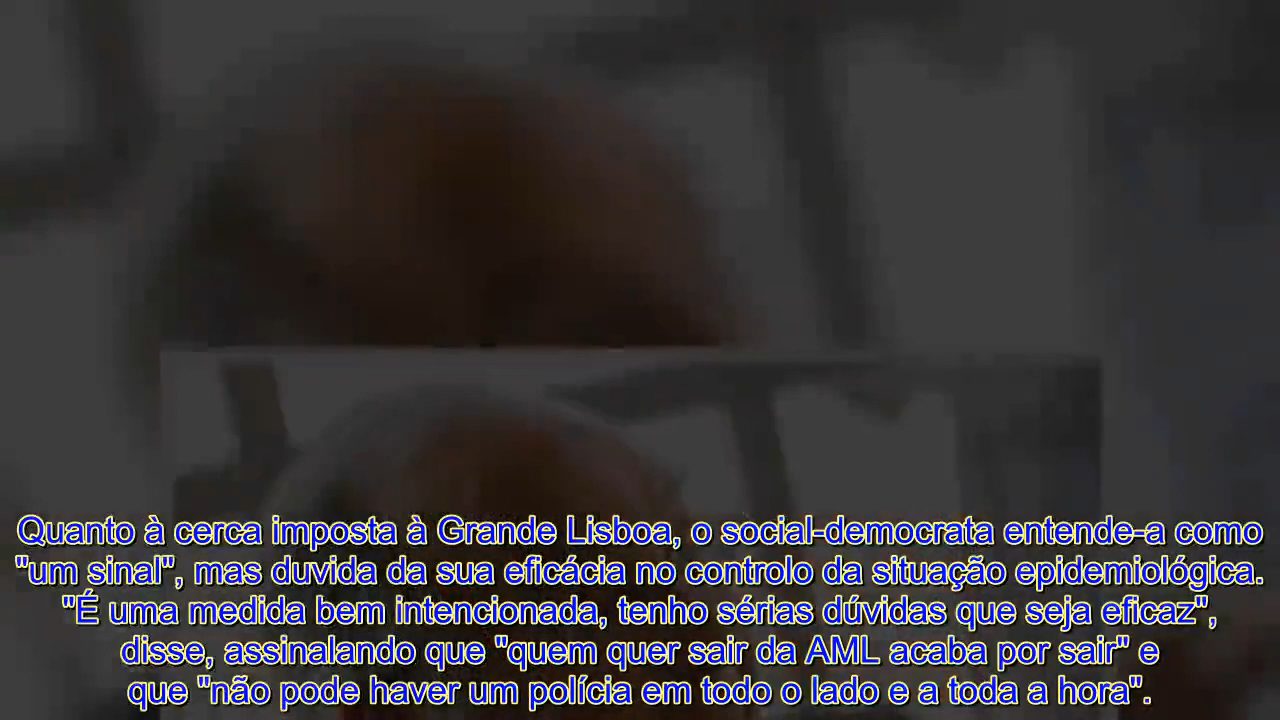 Quanto à cerca imposta à Grande Lisboa, o social-democrata entende-a como
"um sinal", mas duvida da sua eficácia no controlo da situação epidemiológica.
"É uma medida bem intencionada, tenho sérias dúvidas que seja eficaz",
disse, assinalando que "quem quer sair da AML acaba por sair" e
que "não pode haver um polícia em todo o lado e a toda a hora".